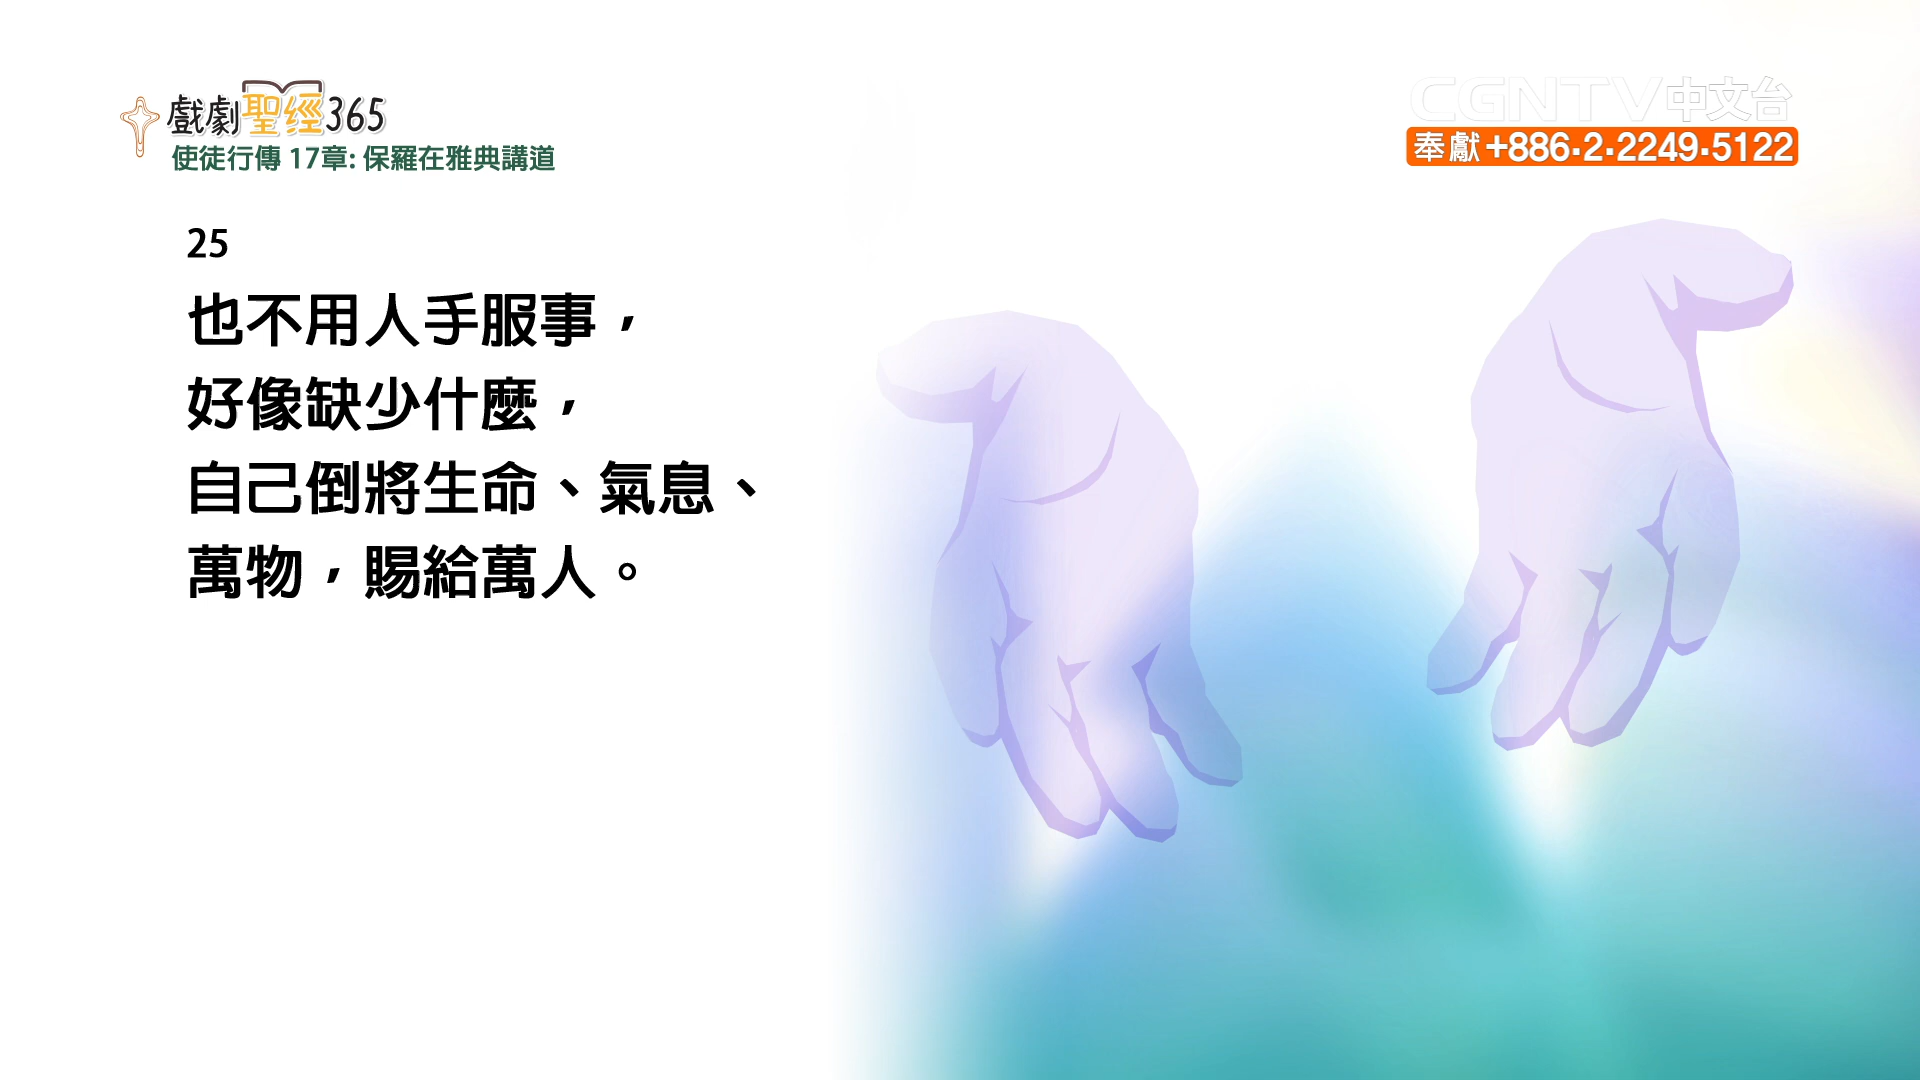 戲劇聖經365
使徒行傳 17章: 保羅在雅典講道
CGNTV中文台
奉獻 +886·2·2249·5122
25
也不用人手服事，
好像缺少什麼，
自己倒將生命、氣息、
萬物，賜給萬人。